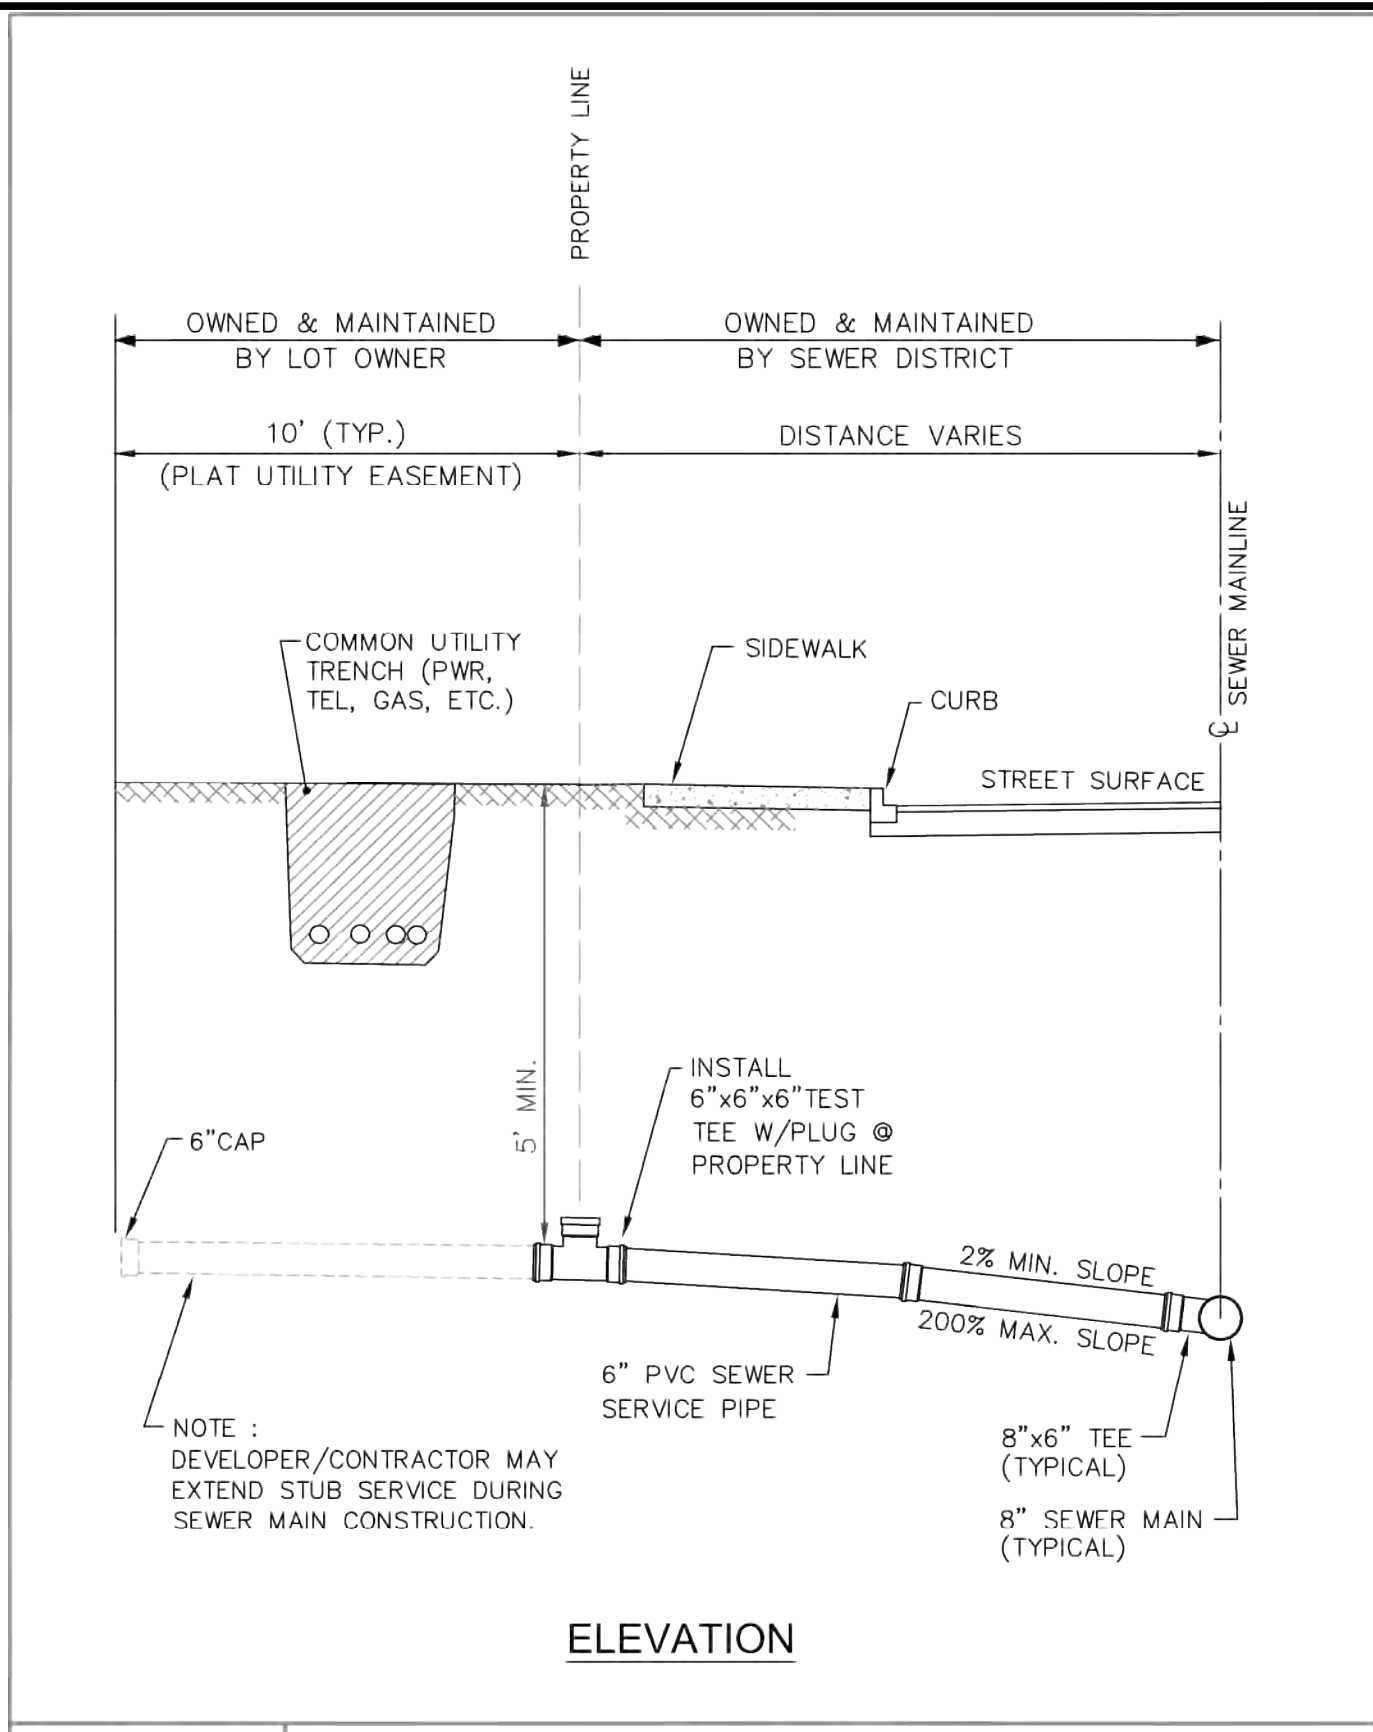 PROPERTY LINE
OWNED & MAINTAINED
BY LOT OWNER
OWNED & MAINTAINED
BY SEWER DISTRICT
10' (TYP.)
(PLAT UTILITY EASEMENT)
DISTANCE VARIES
℄ SEWER MAINLINE
COMMON UTILITY
TRENCH (PWR,
TEL, GAS, ETC.)
SIDEWALK
CURB
STREET SURFACE
5' MIN.
INSTALL
6"x6"x6"TEST
TEE W/PLUG @
PROPERTY LINE
6"CAP
2% MIN. SLOPE
200% MAX. SLOPE
6" PVC SEWER
SERVICE PIPE
NOTE :
DEVELOPER/CONTRACTOR MAY
EXTEND STUB SERVICE DURING
SEWER MAIN CONSTRUCTION.
8"x6" TEE
(TYPICAL)
8" SEWER MAIN
(TYPICAL)
ELEVATION